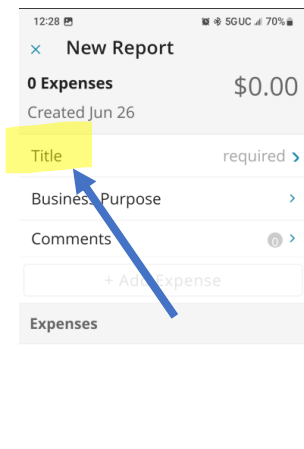 12:28 5GUC 70%
× New Report
0 Expenses $0.00
Created Jun 26
Title required >
Business Purpose >
Comments 0 >
+ Add Expense
Expenses